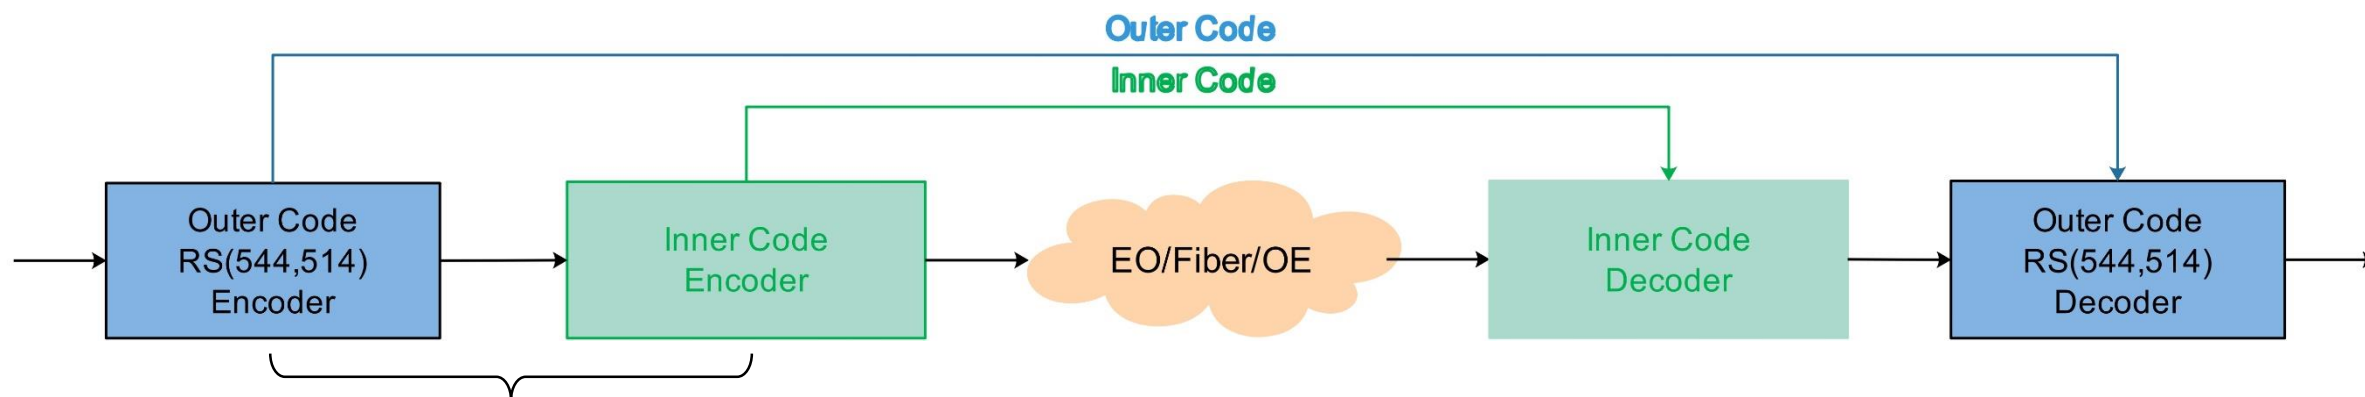 Outer Code
Inner Code
Outer Code
RS(544,514)
Encoder
Inner Code
Encoder
EO/Fiber/OE
Inner Code
Decoder
Outer Code
RS(544,514)
Decoder